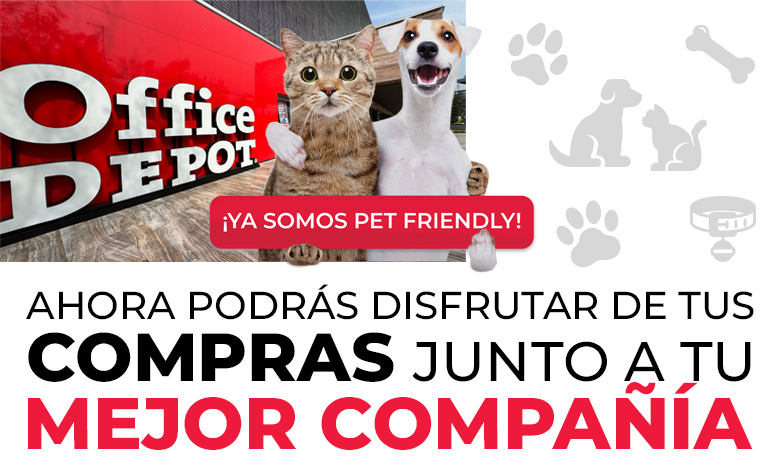 Office
DEPOT.
¡YA SOMOS PET FRIENDLY!
AHORA PODRÁS DISFRUTAR DE TUS
COMPRAS JUNTO A TU
MEJOR COMPAÑÍA